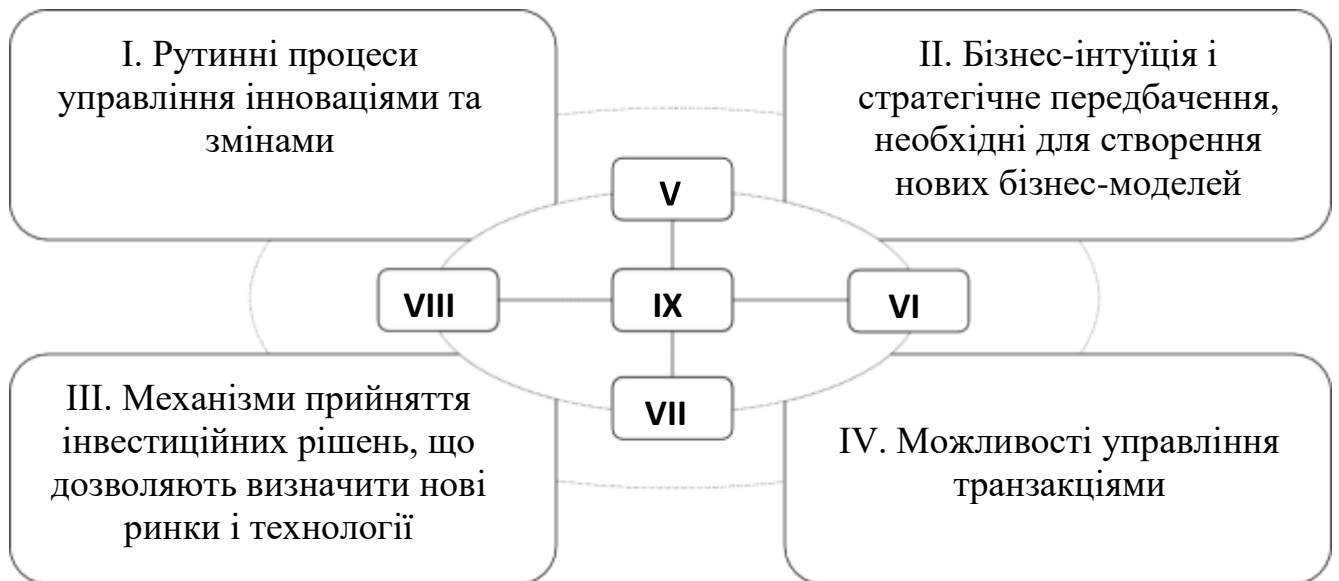 І. Рутинні процеси
управління інноваціями та
змінами
ІІ. Бізнес-інтуїція і
стратегічне передбачення,
необхідні для створення
нових бізнес-моделей
V
VIII
IX
VI
VII
ІІІ. Механізми прийняття
інвестиційних рішень, що
дозволяють визначити нові
ринки і технології
IV. Можливості управління
транзакціями